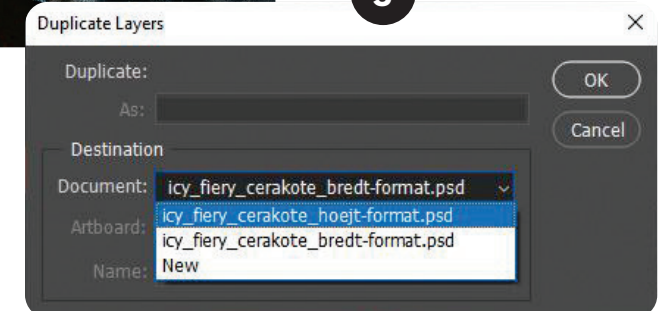 Duplicate Layers
Duplicate:
OK
As:
Cancel
Destination
Document: icy_fiery_cerakote_bredt-format.psd
icy_fiery_cerakote_hoejt-format.psd
Artboard:
icy_fiery_cerakote_bredt-format.psd
Name:
New